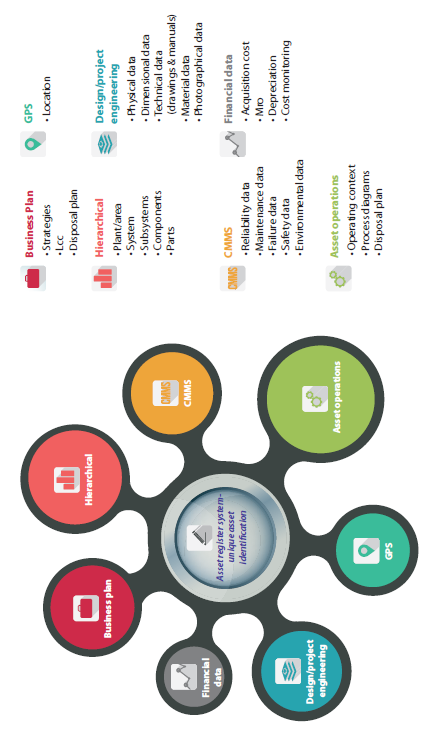 Business plan
Hierarchical
CMMS
CMMS
Asset operations
GPS
Design/project
engineering
Financial
data
Asset register system-
unique asset
identification
Business Plan
• Strategies
• Lcc
• Disposal plan
GPS
• Location
Hierarchical
• Plant/area
• System
• Subsystems
• Components
• Parts
Design/project
engineering
• Physical data
• Dimensional data
• Technical data
(drawings & manuals)
• Material data
• Photographical data
CMMS
CMMS
• Reliability data
• Maintenance data
• Failure data
• Safety data
• Environmental data
Financial data
• Acquisition cost
• Mro
• Depreciation
• Cost monitoring
Asset operations
• Operating context
• Process diagrams
• Disposal plan